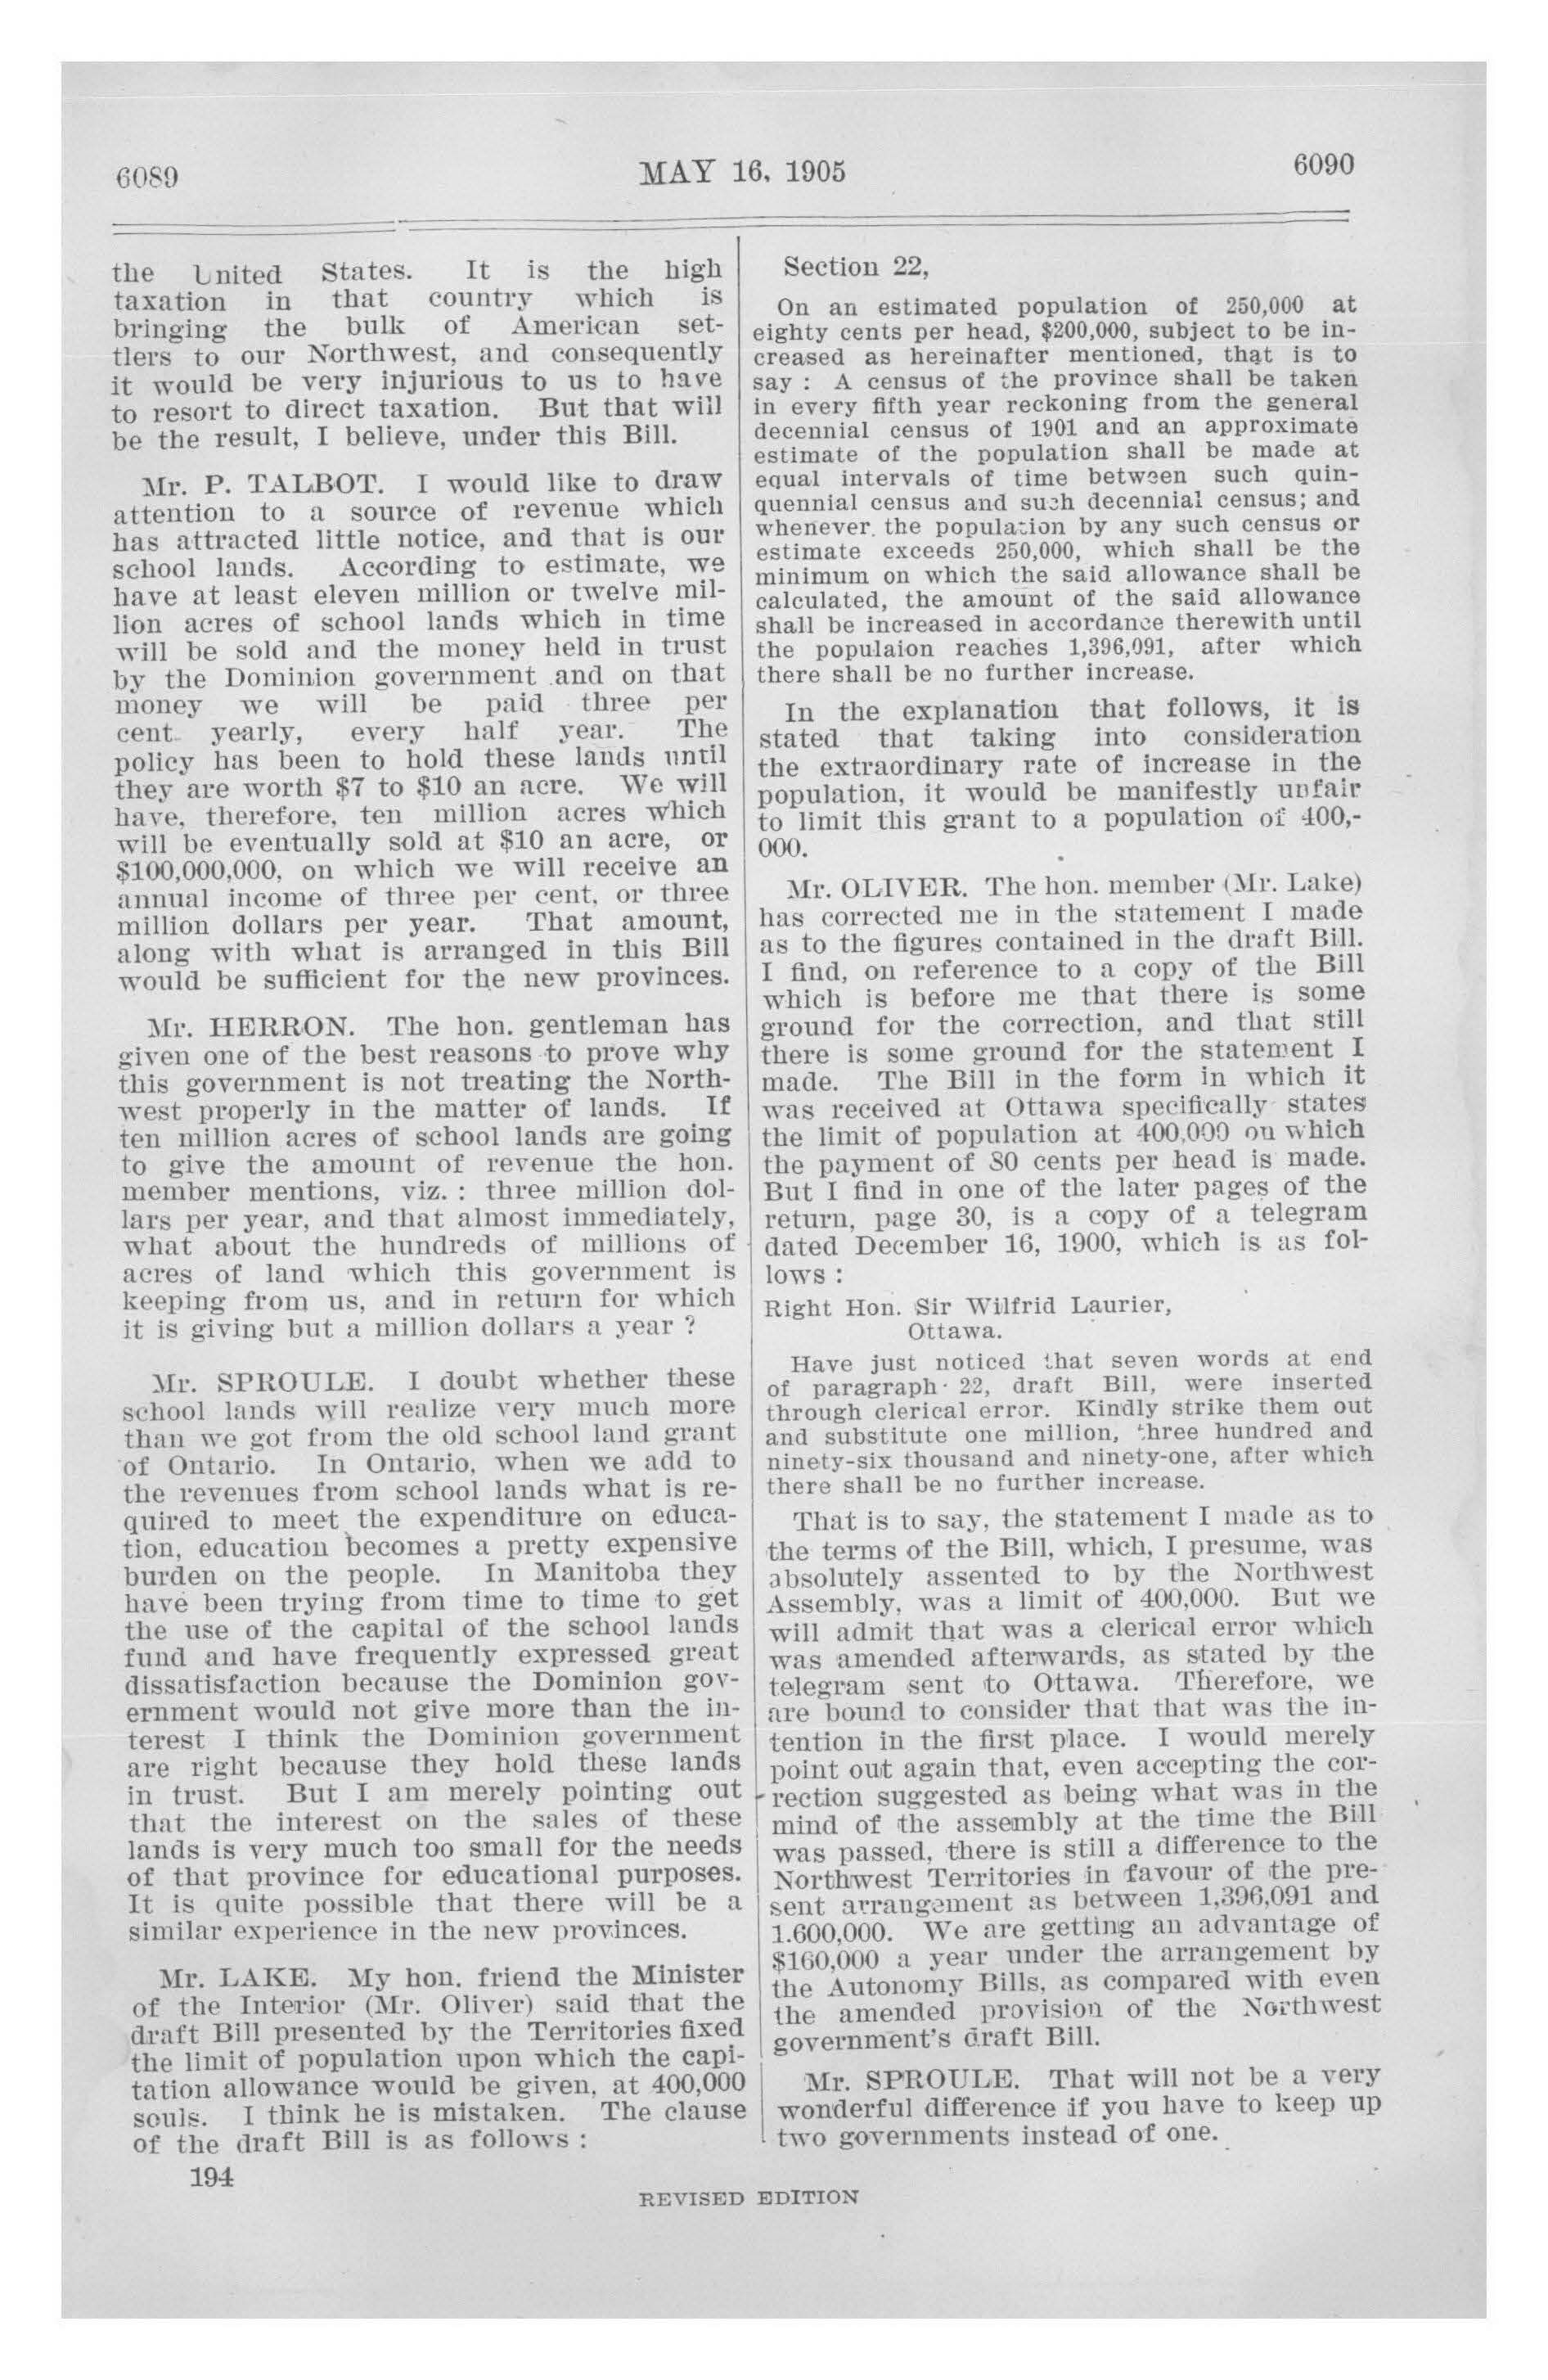 6089
MAY 16, 1905
6090
the United States. It is the high
taxation in that country which is
bringing the bulk of American set-
tlers to our Northwest, and consequently
it would be very injurious to us to have
to resort to direct taxation. But that will
be the result, I believe, under this Bill.
Mr. P. TALBOT. I would like to draw
attention to a source of revenue which
has attracted little notice, and that is our
school lands. According to estimate, we
have at least eleven million or twelve mil-
lion acres of school lands which in time
will be sold and the money held in trust
by the Dominion government and on that
money we will be paid three per
cent yearly, every half year. The
policy has been to hold these lands until
they are worth $7 to $10 an acre. We will
have, therefore, ten million acres which
will be eventually sold at $10 an acre, or
$100,000,000, on which we will receive an
annual income of three per cent, or three
million dollars per year. That amount,
along with what is arranged in this Bill
would be sufficient for the new provinces.
Mr. HERRON. The hon. gentleman has
given one of the best reasons to prove why
this government is not treating the North-
west properly in the matter of lands. If
ten million acres of school lands are going
to give the amount of revenue the hon.
member mentions, viz. : three million dol-
lars per year, and that almost immediately,
what about the hundreds of millions of
acres of land which this government is
keeping from us, and in return for which
it is giving but a million dollars a year ?
Mr. SPROULE. I doubt whether these
school lands will realize very much more
than we got from the old school land grant
of Ontario. In Ontario, when we add to
the revenues from school lands what is re-
quired to meet the expenditure on educa-
tion, education becomes a pretty expensive
burden on the people. In Manitoba they
have been trying from time to time to get
the use of the capital of the school lands
fund and have frequently expressed great
dissatisfaction because the Dominion gov-
ernment would not give more than the in-
terest I think the Dominion government
are right because they hold these lands
in trust. But I am merely pointing out
that the interest on the sales of these
lands is very much too small for the needs
of that province for educational purposes.
It is quite possible that there will be a
similar experience in the new provinces.
Mr. LAKE. My hon. friend the Minister
of the Interior (Mr. Oliver) said that the
draft Bill presented by the Territories fixed
the limit of population upon which the capi-
tation allowance would be given, at 400,000
souls. I think he is mistaken. The clause
of the draft Bill is as follows :
194
Section 22,
On an estimated population of 250,000 at
eighty cents per head, $200,000, subject to be in-
creased as hereinafter mentioned, that is to
say : A census of the province shall be taken
in every fifth year reckoning from the general
decennial census of 1901 and an approximate
estimate of the population shall be made at
equal intervals of time between such quin-
quennial census and such decennial census; and
whenever the population by any such census or
estimate exceeds 250,000, which shall be the
minimum on which the said allowance shall be
calculated, the amount of the said allowance
shall be increased in accordance therewith until
the populaion reaches 1,396,091, after which
there shall be no further increase.
In the explanation that follows, it is
stated that taking into consideration
the extraordinary rate of increase in the
population, it would be manifestly unfair
to limit this grant to a population of 400,-
000.
Mr. OLIVER. The hon. member (Mr. Lake)
has corrected me in the statement I made
as to the figures contained in the draft Bill.
I find, on reference to a copy of the Bill
which is before me that there is some
ground for the correction, and that still
there is some ground for the statement I
made. The Bill in the form in which it
was received at Ottawa specifically states
the limit of population at 400,000 on which
the payment of 80 cents per head is made.
But I find in one of the later pages of the
return, page 30, is a copy of a telegram
dated December 16, 1900, which is as fol-
lows :
Right Hon. Sir Wilfrid Laurier,
Ottawa.
Have just noticed that seven words at end
of paragraph 22, draft Bill, were inserted
through clerical error. Kindly strike them out
and substitute one million, three hundred and
ninety-six thousand and ninety-one, after which
there shall be no further increase.
That is to say, the statement I made as to
the terms of the Bill, which, I presume, was
absolutely assented to by the Northwest
Assembly, was a limit of 400,000. But we
will admit that was a clerical error which
was amended afterwards, as stated by the
telegram sent to Ottawa. Therefore, we
are bound to consider that that was the in-
tention in the first place. I would merely
point out again that, even accepting the cor-
rection suggested as being what was in the
mind of the assembly at the time the Bill
was passed, there is still a difference to the
Northwest Territories in favour of the pre-
sent arrangement as between 1,396,091 and
1.600,000. We are getting an advantage of
$160,000 a year under the arrangement by
the Autonomy Bills, as compared with even
the amended provision of the Northwest
government's draft Bill.
Mr. SPROULE. That will not be a very
wonderful difference if you have to keep up
two governments instead of one.
REVISED EDITION